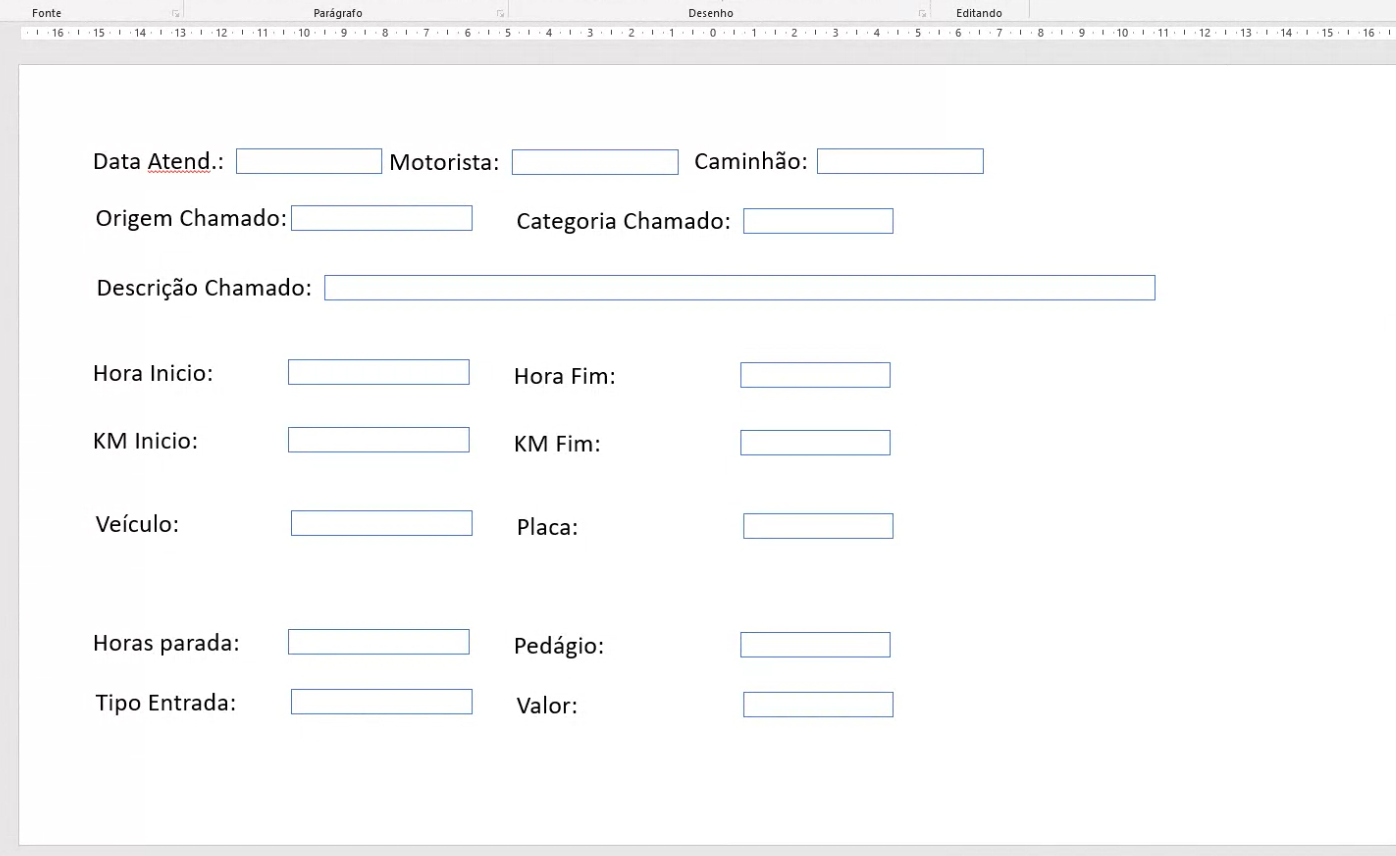 Fonte Parágrafo Desenho Editando
16 15 14 13 12 11 10 9 8 7 6 5 4 3 2 1 0 1 2 3 4 5 6 7 8 9 10 11 12 13 14 15 16
Data Atend.: Motorista: Caminhão:
Origem Chamado: Categoria Chamado:
Descrição Chamado:
Hora Inicio: Hora Fim:
KM Inicio: KM Fim:
Veículo: Placa:
Horas parada: Pedágio:
Tipo Entrada: Valor: